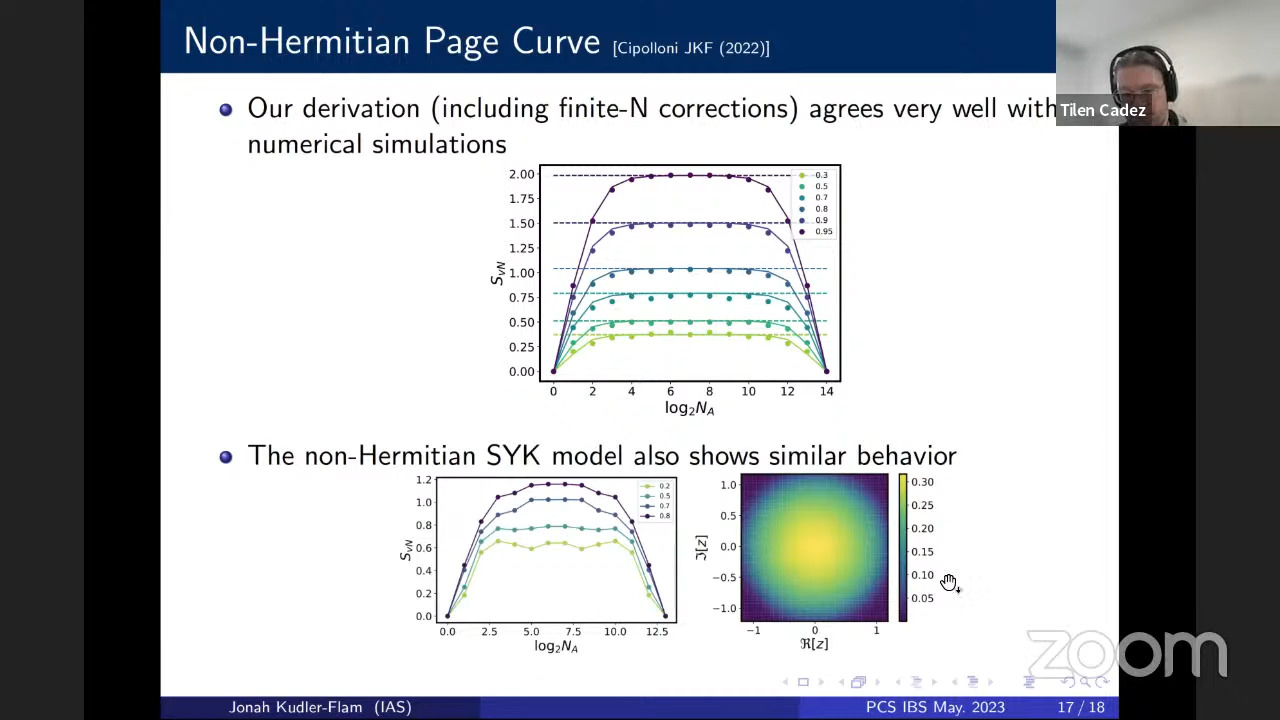 Non-Hermitian Page Curve [Cipolloni JKF (2022)]
Tilen Cadez
Our derivation (including finite-N corrections) agrees very well with
numerical simulations
2.00
1.75
1.50
1.25
1.00
0.75
0.50
0.25
0.00
S_vN
0 2 4 6 8 10 12 14
log₂N_A
0.3
0.5
0.7
0.8
0.9
0.95
The non-Hermitian SYK model also shows similar behavior
1.2
1.0
0.8
0.6
0.4
0.2
0.0
S_vN
0.0 2.5 5.0 7.5 10.0 12.5
log₂N_A
0.2
0.5
0.7
0.8
1.0
0.5
0.0
−0.5
−1.0
ℑ[z]
−1 0 1
ℜ[z]
0.30
0.25
0.20
0.15
0.10
0.05
zoom
Jonah Kudler-Flam (IAS) PCS IBS May. 2023 17 / 18